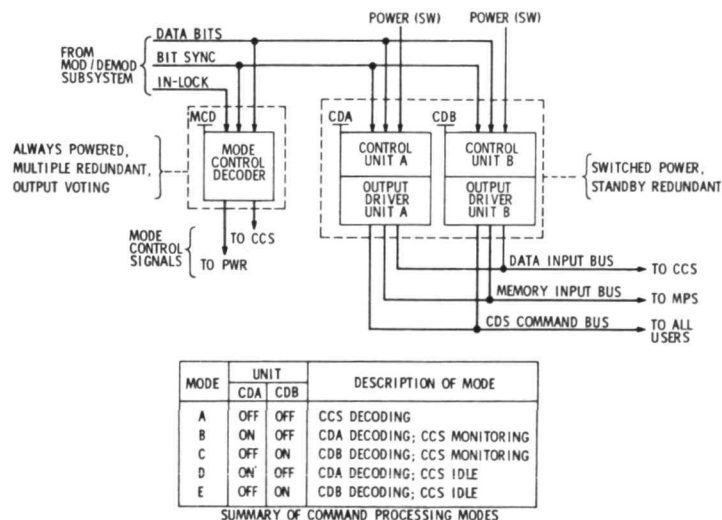 POWER (SW) POWER (SW)
DATA BITS
FROM
MOD/DEMOD
SUBSYSTEM
BIT SYNC
IN-LOCK
MCD
CDA
CDB
ALWAYS POWERED,
MULTIPLE REDUNDANT,
OUTPUT VOTING
MODE
CONTROL
DECODER
CONTROL
UNIT A
OUTPUT
DRIVER
UNIT A
CONTROL
UNIT B
OUTPUT
DRIVER
UNIT B
SWITCHED POWER,
STANDBY REDUNDANT
MODE
CONTROL
SIGNALS
TO CCS
TO PWR
DATA INPUT BUS TO CCS
MEMORY INPUT BUS TO MPS
CDS COMMAND BUS TO ALL
USERS
MODE UNIT DESCRIPTION OF MODE
CDA CDB
A OFF OFF CCS DECODING
B ON OFF CDA DECODING; CCS MONITORING
C OFF ON CDB DECODING; CCS MONITORING
D ON OFF CDA DECODING; CCS IDLE
E OFF ON CDB DECODING; CCS IDLE
SUMMARY OF COMMAND PROCESSING MODES